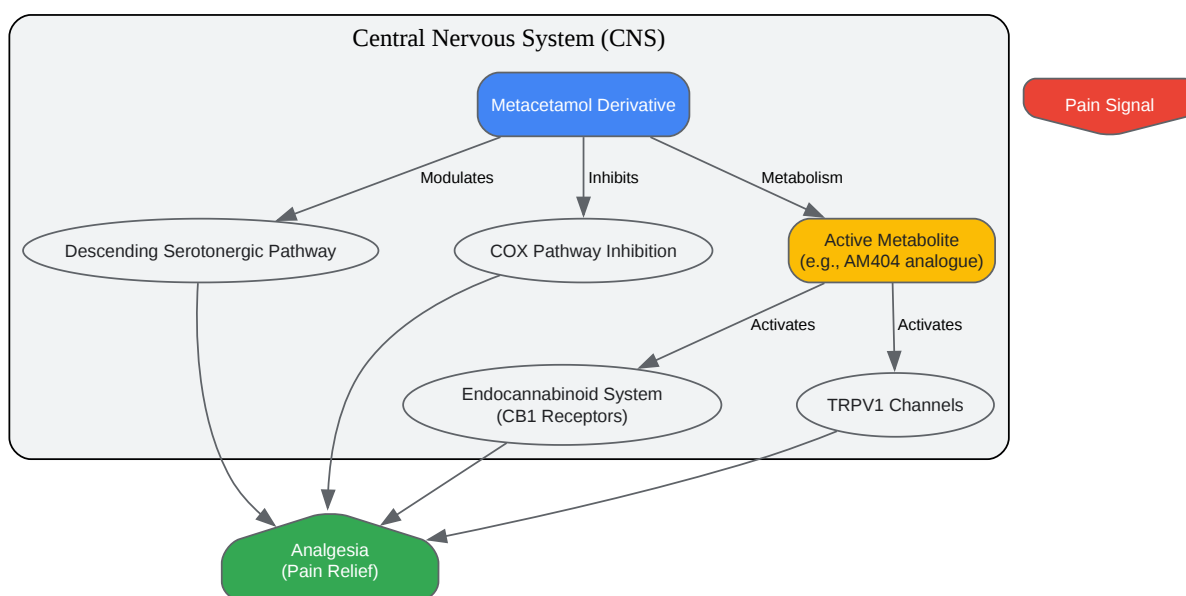 Central Nervous System (CNS)
Metacetamol Derivative
Pain Signal
Modulates
Inhibits
Metabolism
Descending Serotonergic Pathway
COX Pathway Inhibition
Active Metabolite
(e.g., AM404 analogue)
Activates
Activates
Endocannabinoid System
(CB1 Receptors)
TRPV1 Channels
Analgesia
(Pain Relief)